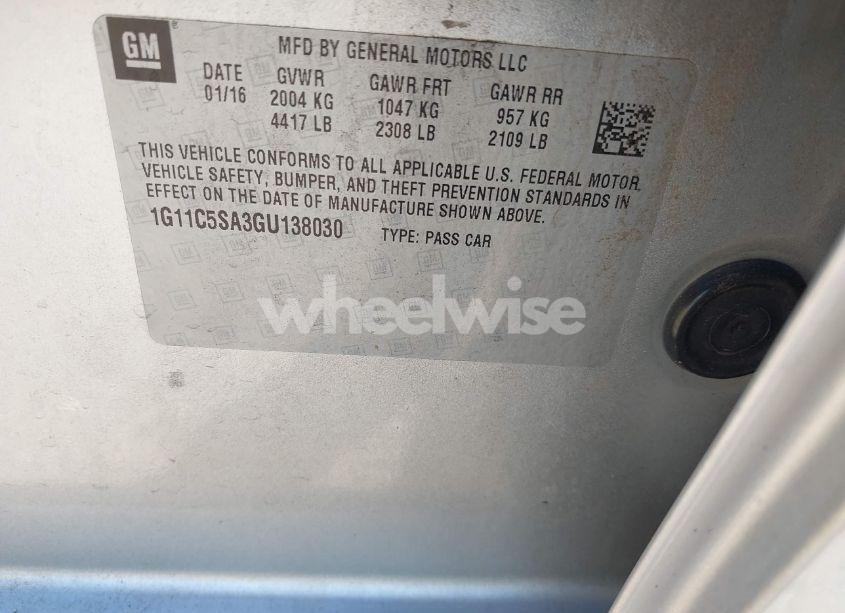 GM
MFD BY GENERAL MOTORS LLC
DATE GVWR GAWR FRT GAWR RR
01/16 2004 KG 1047 KG 957 KG
4417 LB 2308 LB 2109 LB
THIS VEHICLE CONFORMS TO ALL APPLICABLE U.S. FEDERAL MOTOR
VEHICLE SAFETY, BUMPER, AND THEFT PREVENTION STANDARDS IN
EFFECT ON THE DATE OF MANUFACTURE SHOWN ABOVE.
1G11C5SA3GU138030 TYPE: PASS CAR
wheelwise